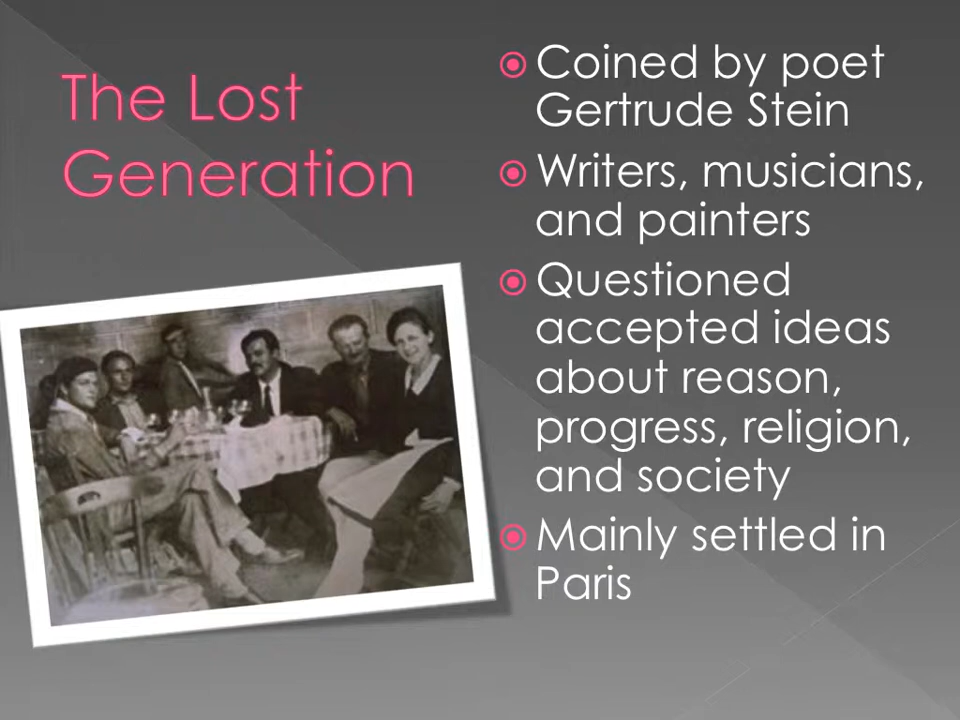 The Lost
Generation
Coined by poet
Gertrude Stein
Writers, musicians,
and painters
Questioned
accepted ideas
about reason,
progress, religion,
and society
Mainly settled in
Paris